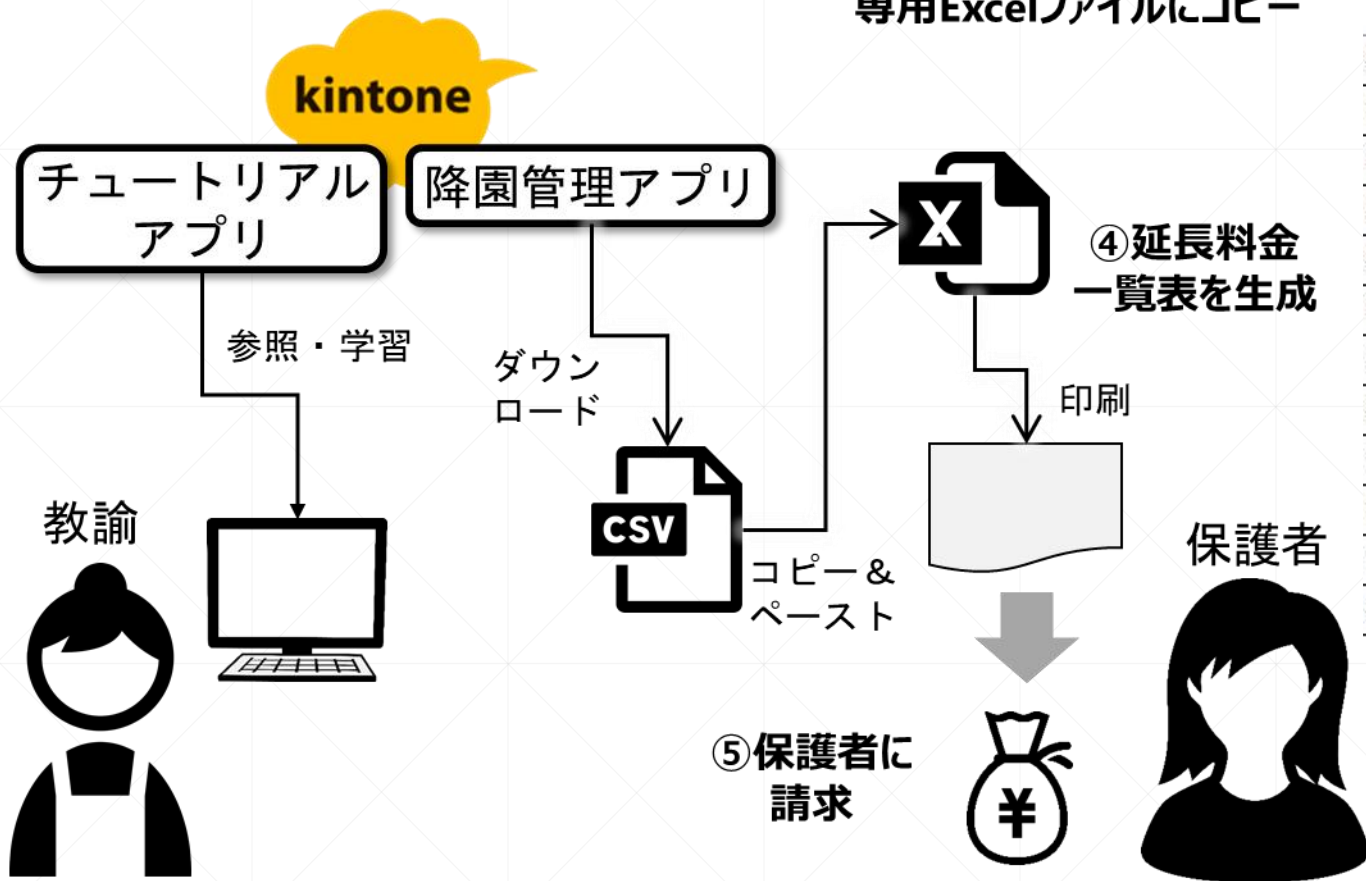 専用Excelファイルにコピー
kintone
チュートリアル
アプリ
降園管理アプリ
X
④延長料金
一覧表を生成
参照・学習
ダウン
ロード
印刷
教諭
CSV
コピー＆
ペースト
保護者
⑤保護者に
請求
¥